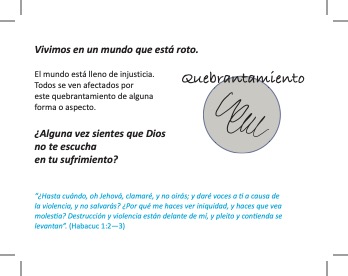 Vivimos en un mundo que está roto.
El mundo está lleno de injusticia.
Todos se ven afectados por
este quebrantamiento de alguna
forma o aspecto.
Quebrantamiento
¿Alguna vez sientes que Dios
no te escucha
en tu sufrimiento?
“¿Hasta cuándo, oh Jehová, clamaré, y no oirás; y daré voces a ti a causa de
la violencia, y no salvarás? ¿Por qué me haces ver iniquidad, y haces que vea
molestia? Destrucción y violencia están delante de mí, y pleito y contienda se
levantan”. (Habacuc 1:2—3)